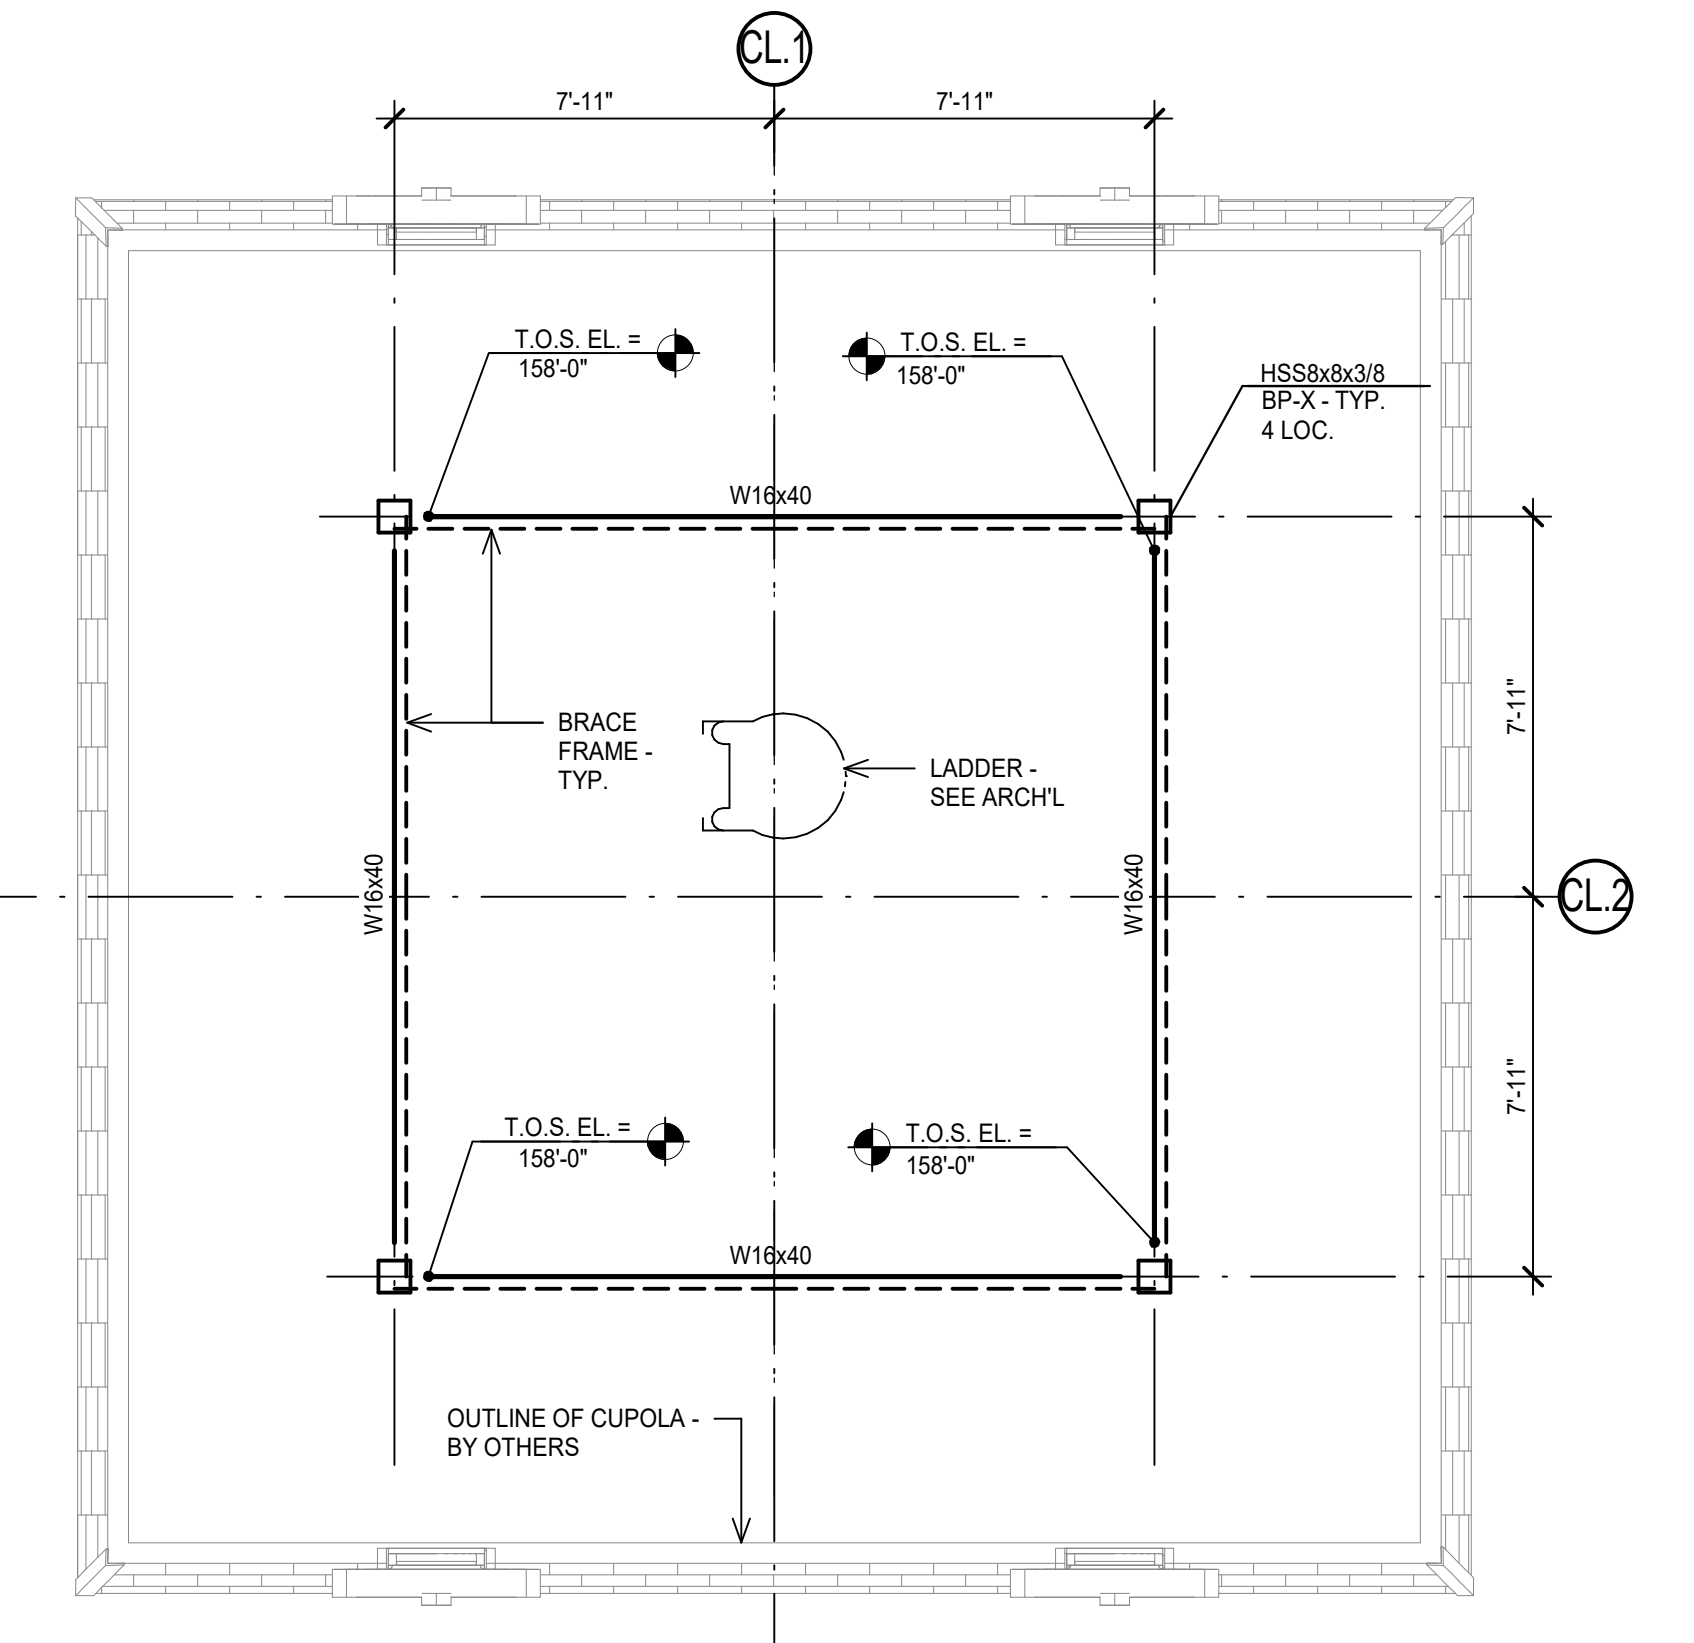 CL.1
7'-11"
7'-11"
T.O.S. EL. =
158'-0"
T.O.S. EL. =
158'-0"
HSS8x8x3/8
BP-X - TYP.
4 LOC.
W16x40
7'-11"
BRACE
FRAME -
TYP.
LADDER -
SEE ARCH'L
W16x40
W16x40
CL.2
7'-11"
T.O.S. EL. =
158'-0"
T.O.S. EL. =
158'-0"
W16x40
OUTLINE OF CUPOLA -
BY OTHERS